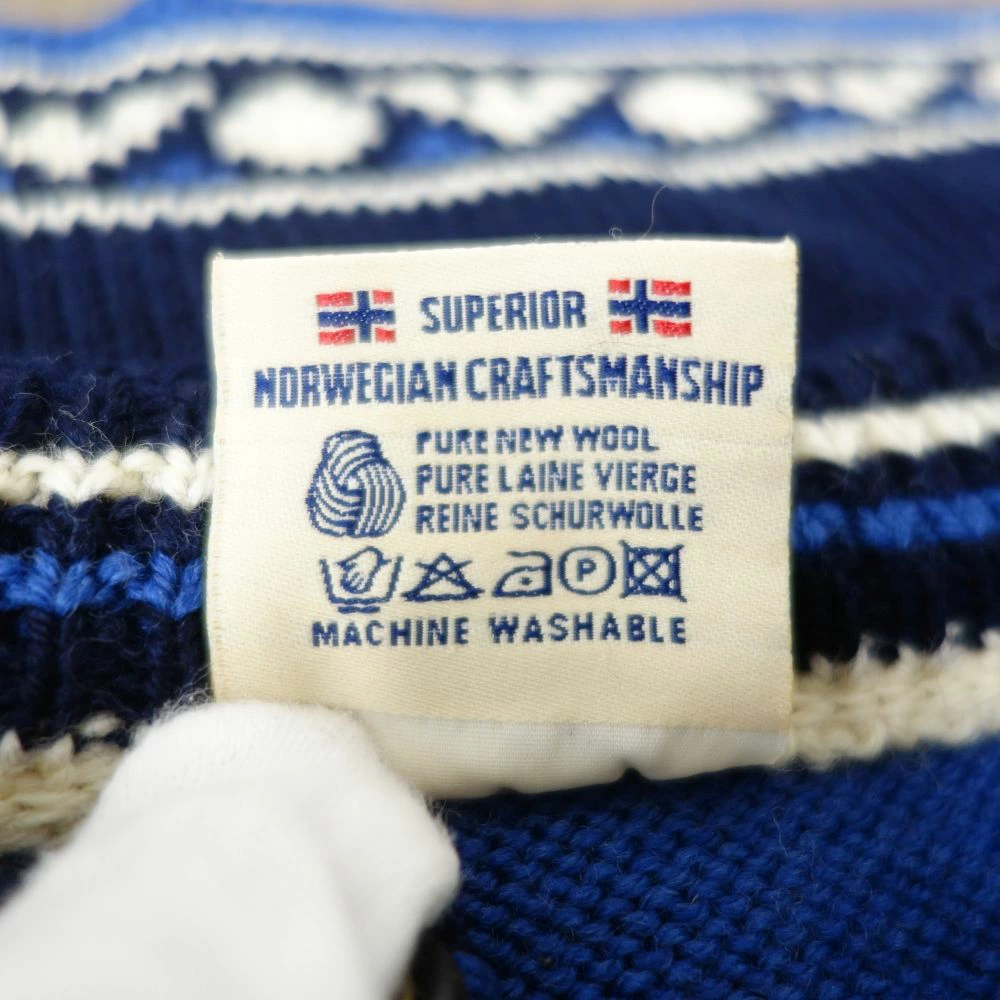 SUPERIOR
NORWEGIAN CRAFTSMANSHIP
PURE NEW WOOL
PURE LAINE VIERGE
REINE SCHURWOLLE
P
MACHINE WASHABLE